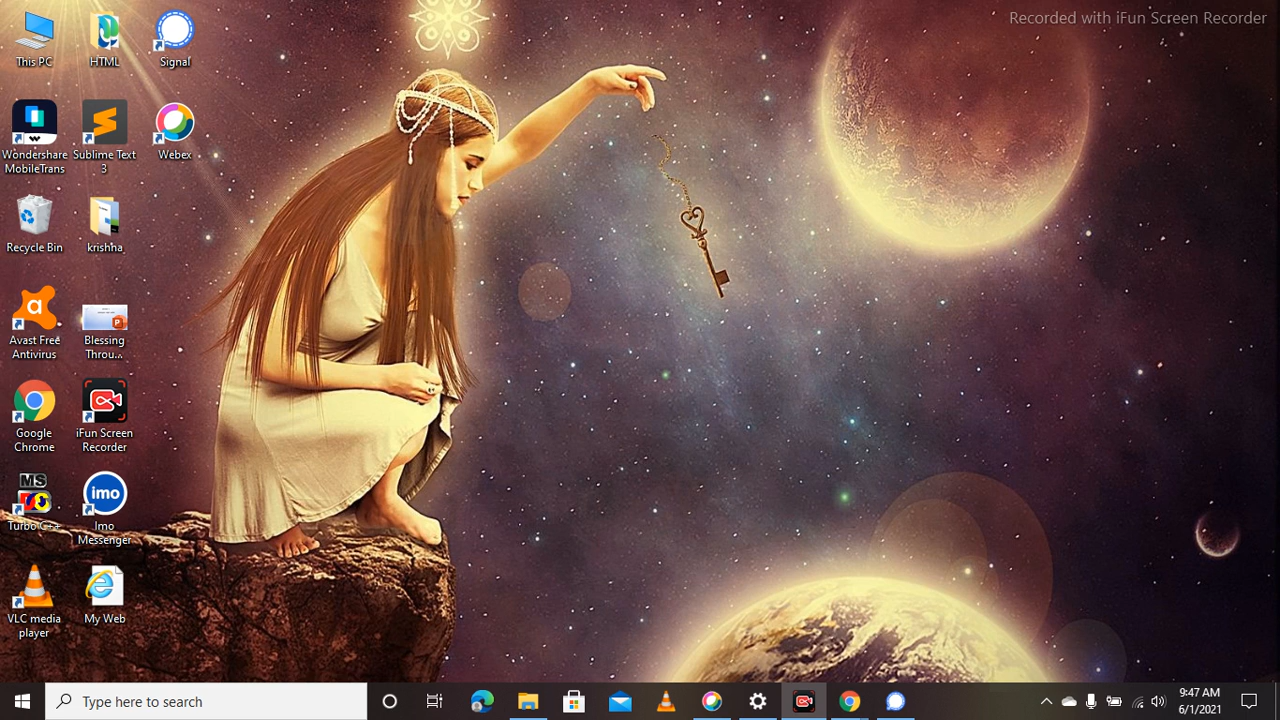 Recorded with iFun Screen Recorder
This PC
HTML
Signal
Wondershare
MobileTrans
Sublime Text
3
Webex
Recycle Bin
krishha
a
Avast Free
Antivirus
Blessing
Throu...
Google
Chrome
iFun Screen
Recorder
MS
Turbo C++
imo
Imo
Messenger
VLC media
player
My Web
Type here to search
9:47 AM
6/1/2021